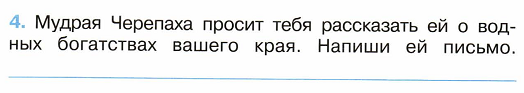 4. Мудрая Черепаха просит тебя рассказать ей о вод-
ных богатствах вашего края. Напиши ей письмо.